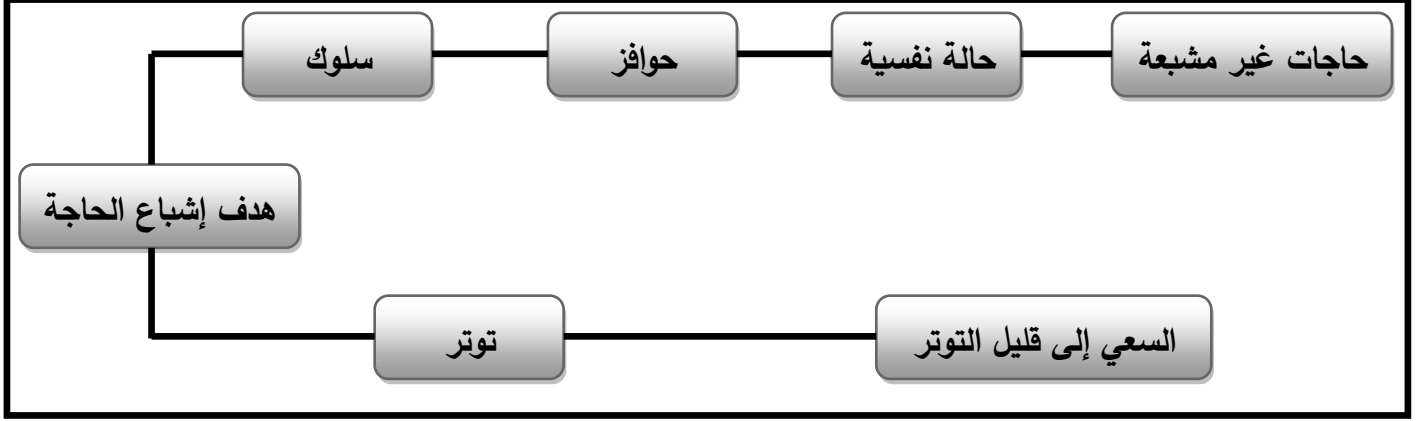 حاجات غير مشبعة
حالة نفسية
حوافز
سلوك
هدف إشباع الحاجة
توتر
السعي إلى قليل التوتر